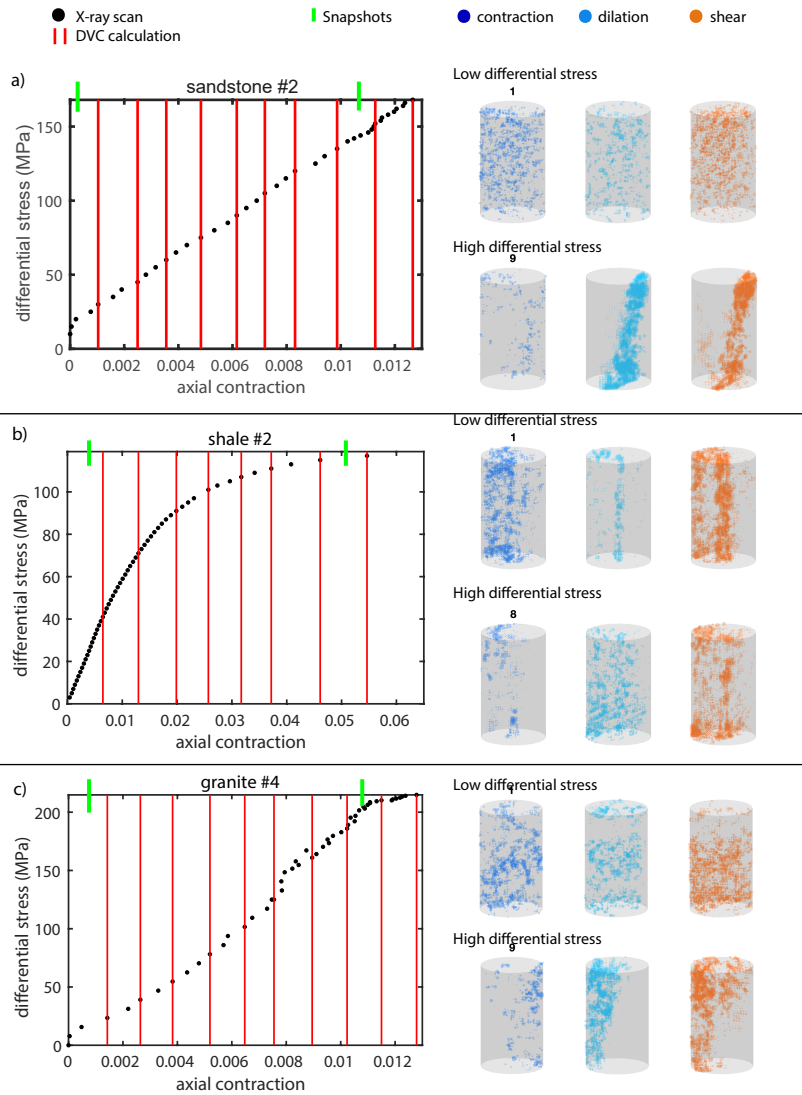 X-ray scan
DVC calculation
Snapshots
contraction
dilation
shear
a)
sandstone #2
differential stress (MPa)
150
100
50
0
0 0.002 0.004 0.006 0.008 0.01 0.012
axial contraction
Low differential stress
1
High differential stress
9
b)
shale #2
differential stress (MPa)
100
80
60
40
20
0
0 0.01 0.02 0.03 0.04 0.05 0.06
axial contraction
Low differential stress
1
High differential stress
8
c)
granite #4
differential stress (MPa)
200
150
100
50
0
0 0.002 0.004 0.006 0.008 0.01 0.012
axial contraction
Low differential stress
1
High differential stress
9